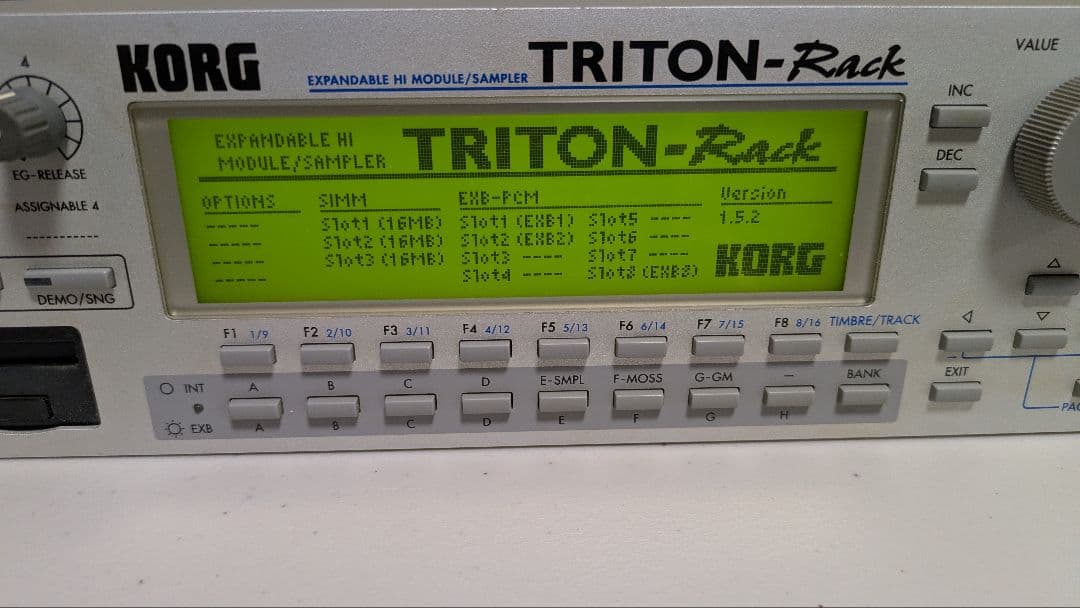 KORG EXPANDABLE HI MODULE/SAMPLER TRITON-Rack
VALUE
4
INC
DEC
EG-RELEASE
ASSIGNABLE 4
DEMO/SNG
EXPANDABLE HI
MODULE/SAMPLER
TRITON-Rack
OPTIONS SIMM EXB-PCM Version
----- Slot1 (16MB) Slot1 (EXB1) Slot5 ---- 1.5.2
----- Slot2 (16MB) Slot2 (EXB2) Slot6 ----
----- Slot3 (16MB) Slot3 ---- Slot7 ----
----- Slot4 ---- Slot8 (EXB8)
KORG
F1 1/9 F2 2/10 F3 3/11 F4 4/12 F5 5/13 F6 6/14 F7 7/15 F8 8/16 TIMBRE/TRACK
INT A B C D E-SMPL F-MOSS G-GM — BANK
EXB A B C D E F G H
EXIT